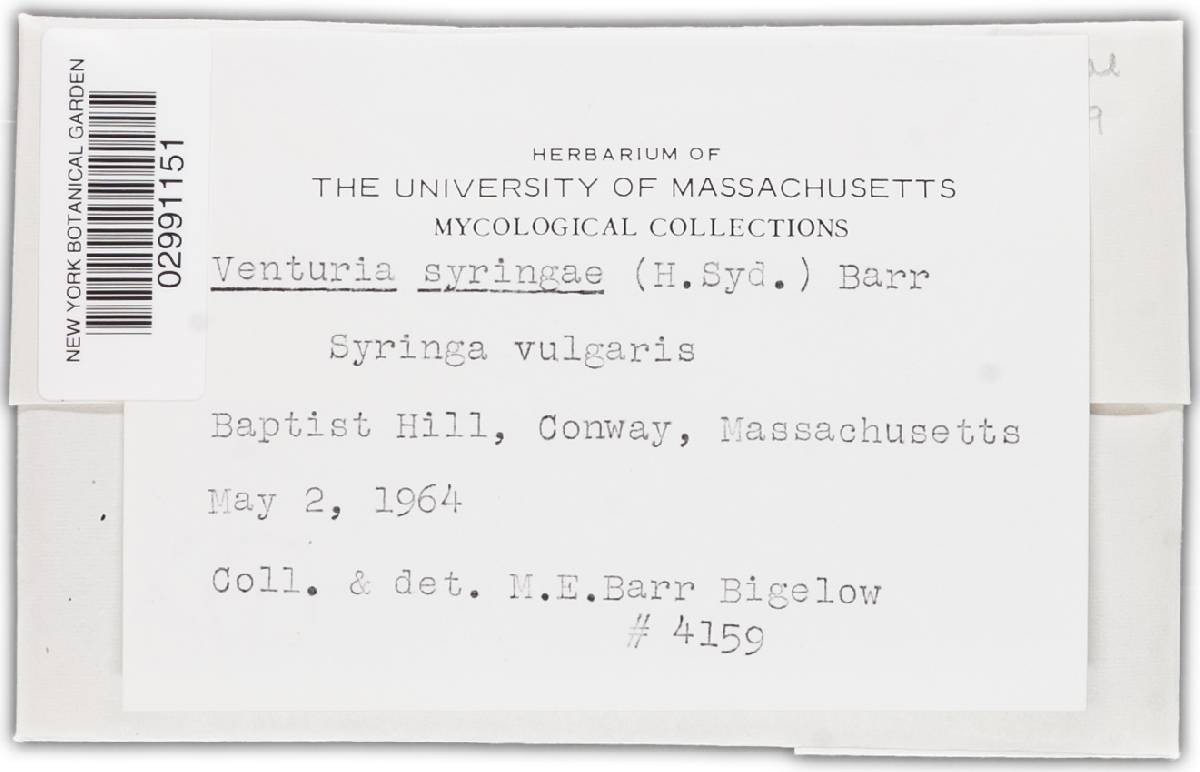 NEW YORK BOTANICAL GARDEN
02991151
HERBARIUM OF
THE UNIVERSITY OF MASSACHUSETTS
MYCOLOGICAL COLLECTIONS
Venturia syringae (H.Syd.) Barr
Syringa vulgaris
Baptist Hill, Conway, Massachusetts
May 2, 1964
Coll. & det. M.E.Barr Bigelow
# 4159